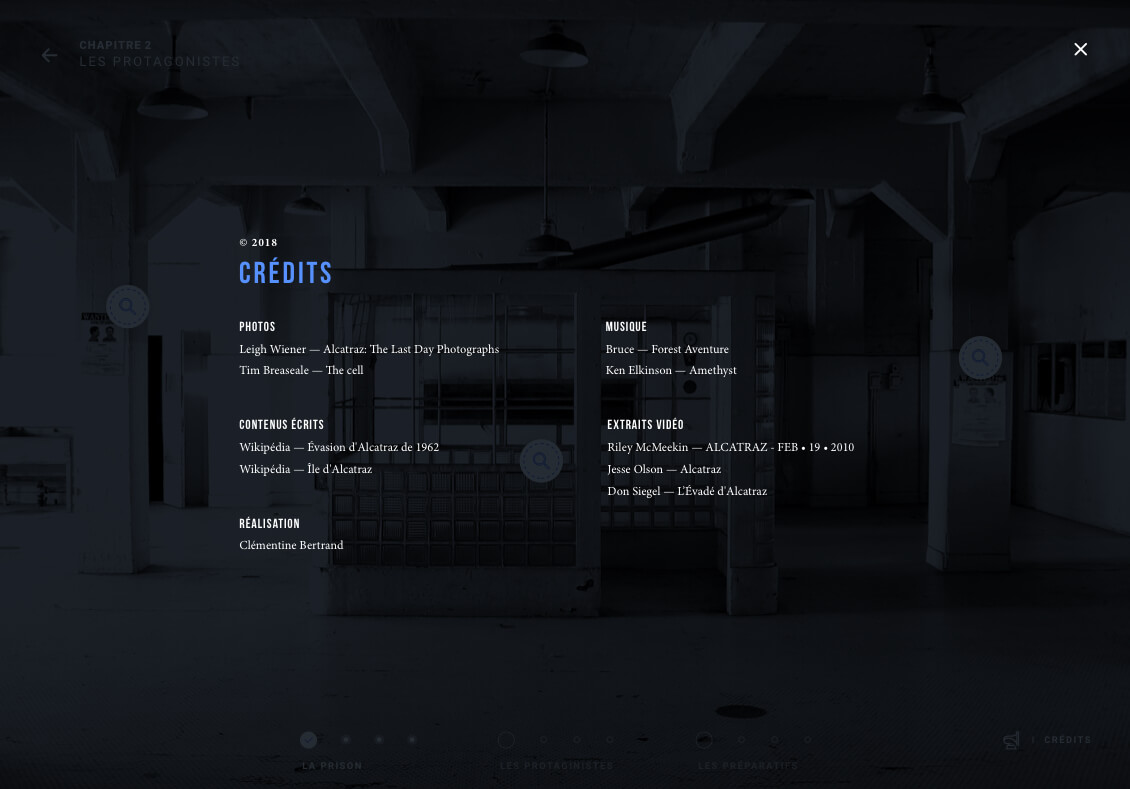 CHAPITRE 2
LES PROTAGONISTES
© 2018
CRÉDITS
PHOTOS
Leigh Wiener — Alcatraz: The Last Day Photographs
Tim Breaseale — The cell
MUSIQUE
Bruce — Forest Aventure
Ken Elkinson — Amethyst
CONTENUS ÉCRITS
Wikipédia — Évasion d'Alcatraz de 1962
Wikipédia — Île d'Alcatraz
EXTRAITS VIDÉO
Riley McMeekin — ALCATRAZ - FEB • 19 • 2010
Jesse Olson — Alcatraz
Don Siegel — L'Évadé d'Alcatraz
RÉALISATION
Clémentine Bertrand
CRÉDITS
LA PRISON
LES PROTAGINISTES
LES PRÉPARATIFS